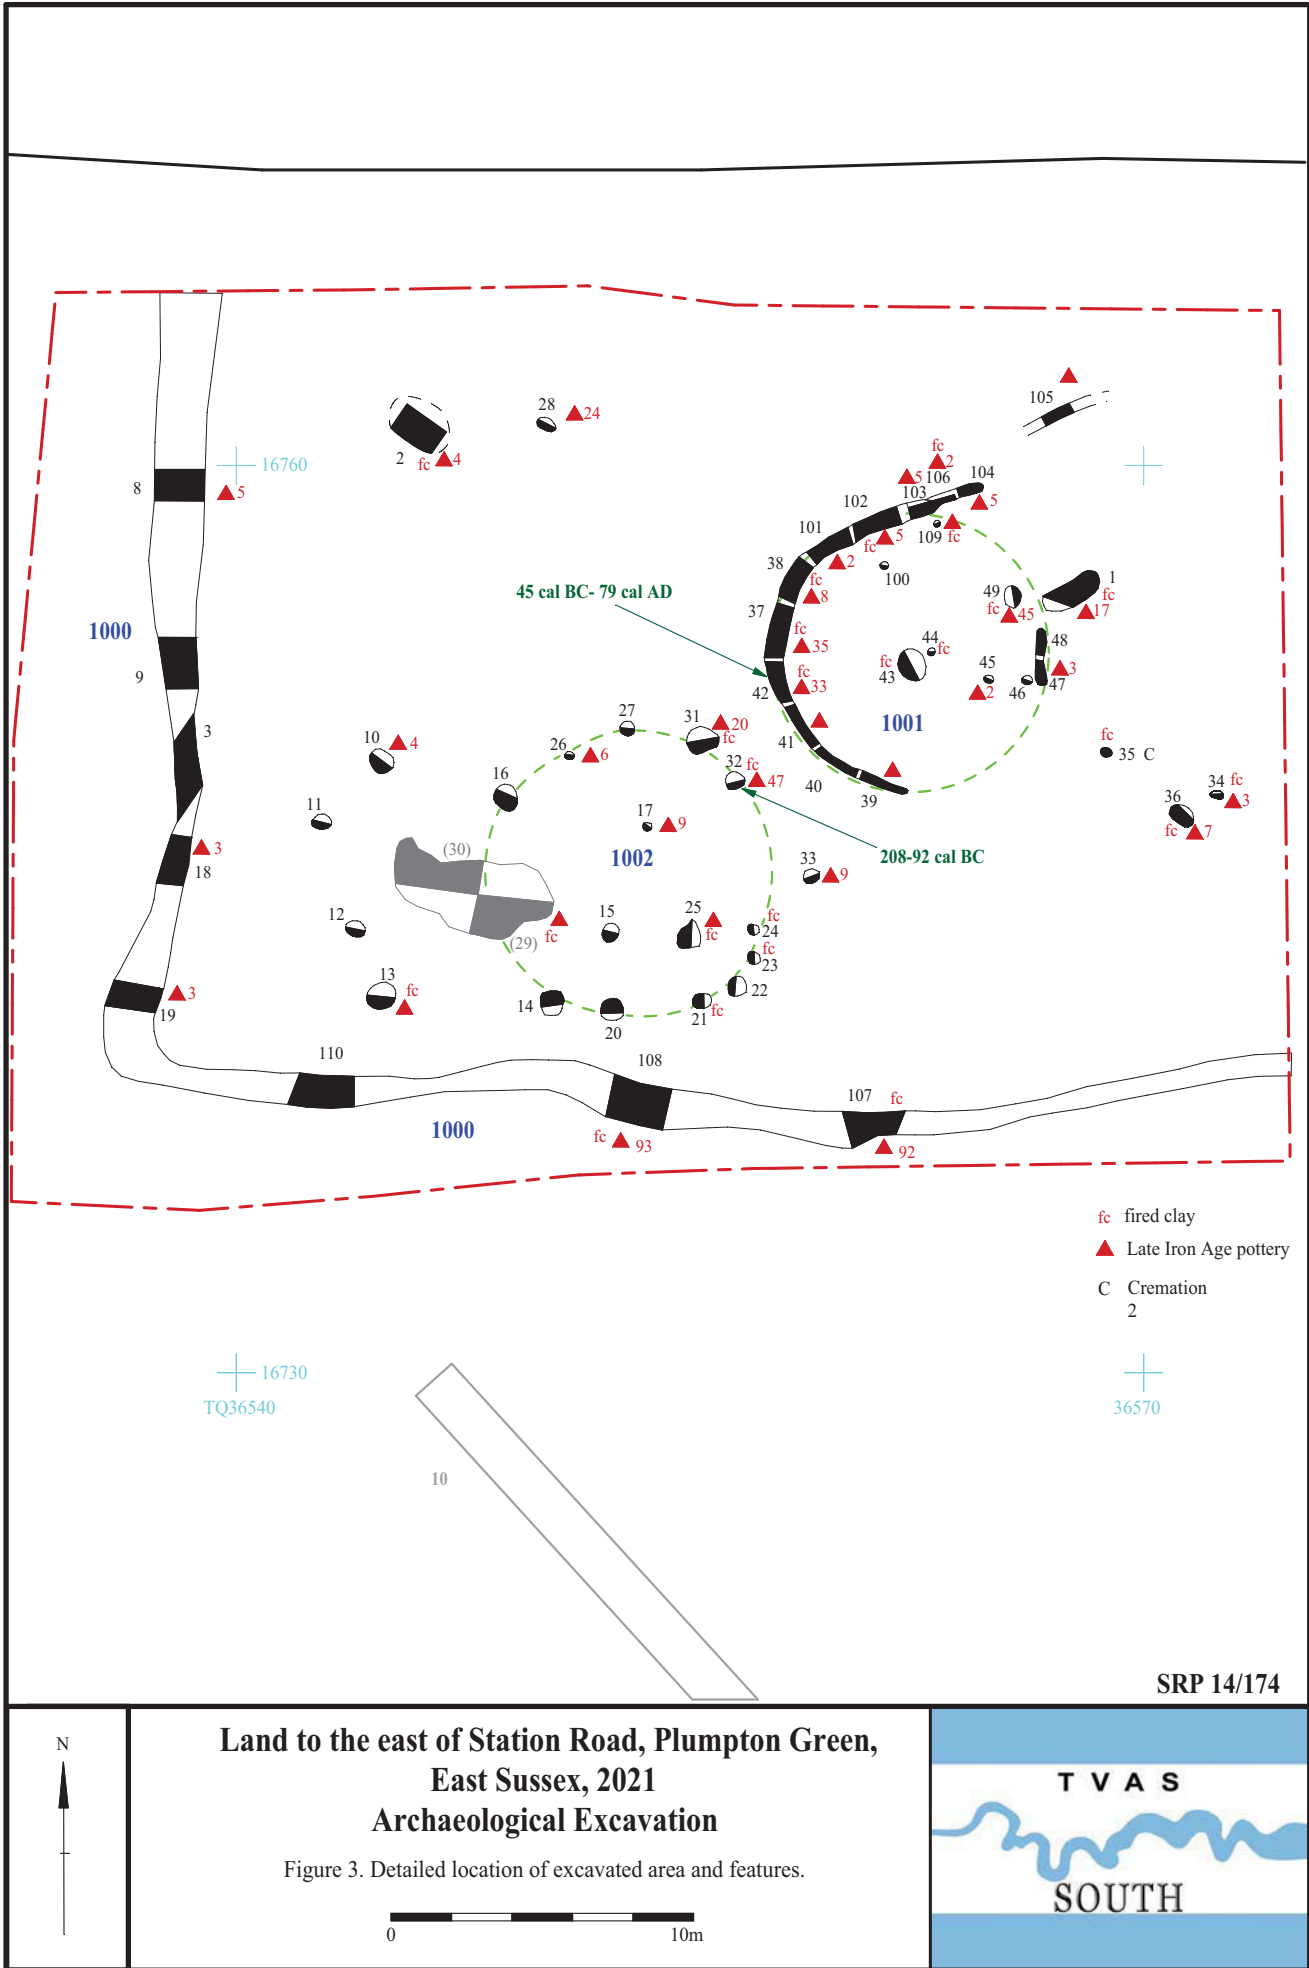 105
28
24
2
fc
4
16760
8
5
fc
2
5
106
104
103
5
102
101
fc
5
109
fc
38
2
100
fc
8
37
49
fc
45
1
fc
17
45 cal BC- 79 cal AD
1000
fc
35
44
fc
fc
43
48
45
46
47
3
2
9
fc
33
42
1001
3
41
27
31
20
fc
10
4
26
6
32
fc
47
40
39
fc
35 C
34
fc
3
36
fc
7
16
11
17
9
1002
208-92 cal BC
33
9
3
18
(30)
12
15
25
fc
fc
24
fc
23
fc
(29)
22
13
fc
14
20
21
fc
3
19
110
108
107
fc
1000
fc
93
92
fc fired clay
Late Iron Age pottery
C Cremation
2
16730
TQ36540
36570
10
SRP 14/174
N
Land to the east of Station Road, Plumpton Green,
East Sussex, 2021
Archaeological Excavation
Figure 3. Detailed location of excavated area and features.
0
10m
TVAS
SOUTH